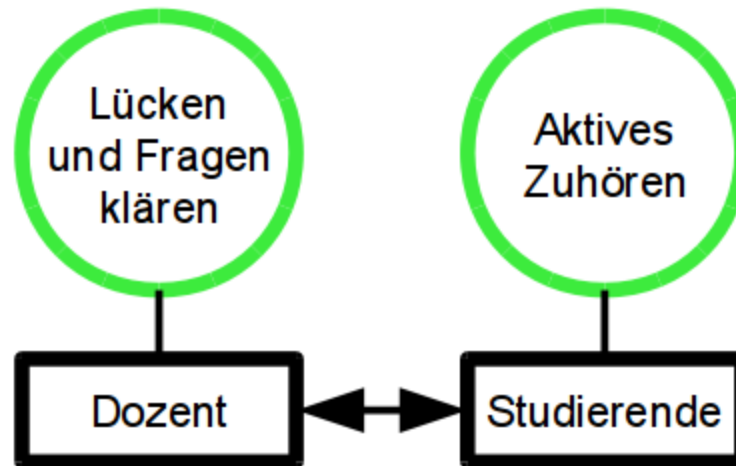 Lücken
und Fragen
klären
Aktives
Zuhören
Dozent
Studierende